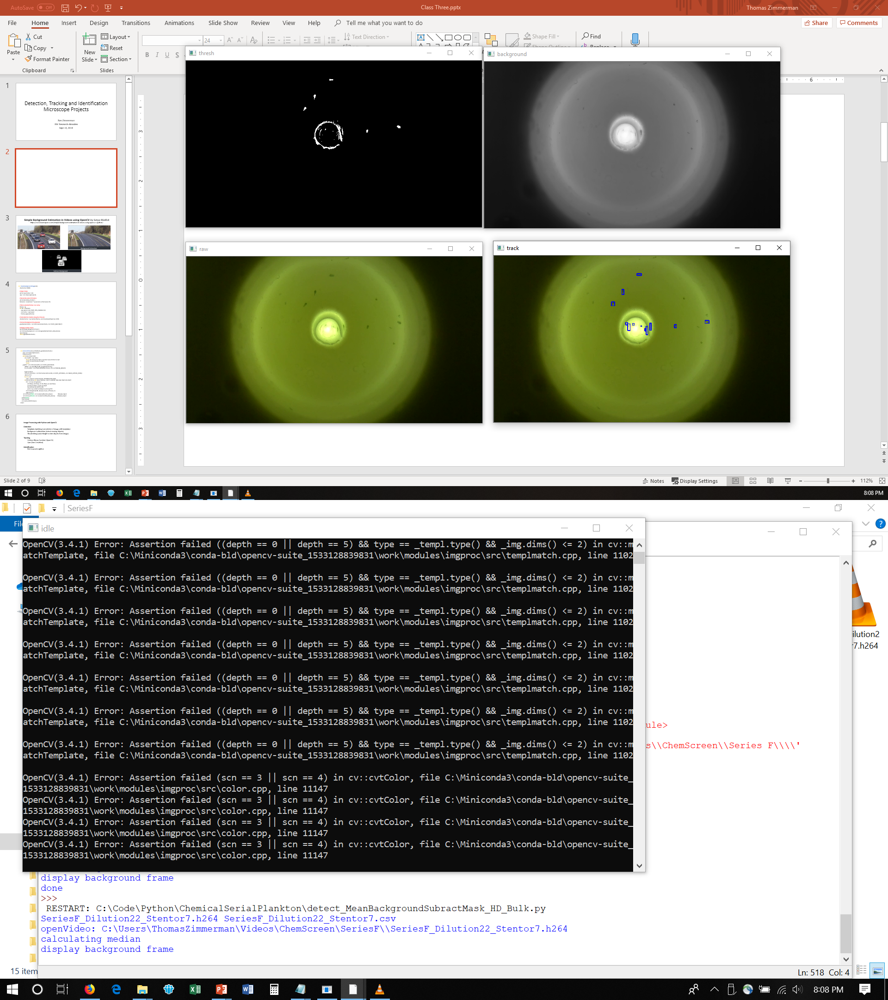 AutoSave Off
Class Three.pptx
Thomas Zimmerman
File Home Insert Design Transitions Animations Slide Show Review View Help Tell me what you want to do
Share Comments
Paste
Cut
Copy
Format Painter
Clipboard
New Slide
Layout
Reset
Section
Slides
24
B I U S
Text Direction
Shape Fill
Shape Outline
Find
Replace
thresh
background
raw
track
6
3
2
1
0
1
2
3
1
Detection, Tracking and Identification
Microscope Projects
Tom Zimmerman
IBM Research-Almaden
Sept 10, 2019
2
3
Simple Background Estimation in Videos using OpenCV by Satya Mallick
4
5
6
Image Processing with Python and OpenCV
Detection
Tracking
Identification
Slide 2 of 9
Notes
Display Settings
112%
8:08 PM
SeriesF
File
idle
OpenCV(3.4.1) Error: Assertion failed ((depth == 0 || depth == 5) && type == _templ.type() && _img.dims() <= 2) in cv::m
atchTemplate, file C:\Miniconda3\conda-bld\opencv-suite_1533128839831\work\modules\imgproc\src\templmatch.cpp, line 1102
OpenCV(3.4.1) Error: Assertion failed ((depth == 0 || depth == 5) && type == _templ.type() && _img.dims() <= 2) in cv::m
atchTemplate, file C:\Miniconda3\conda-bld\opencv-suite_1533128839831\work\modules\imgproc\src\templmatch.cpp, line 1102
OpenCV(3.4.1) Error: Assertion failed ((depth == 0 || depth == 5) && type == _templ.type() && _img.dims() <= 2) in cv::m
atchTemplate, file C:\Miniconda3\conda-bld\opencv-suite_1533128839831\work\modules\imgproc\src\templmatch.cpp, line 1102
OpenCV(3.4.1) Error: Assertion failed ((depth == 0 || depth == 5) && type == _templ.type() && _img.dims() <= 2) in cv::m
atchTemplate, file C:\Miniconda3\conda-bld\opencv-suite_1533128839831\work\modules\imgproc\src\templmatch.cpp, line 1102
OpenCV(3.4.1) Error: Assertion failed ((depth == 0 || depth == 5) && type == _templ.type() && _img.dims() <= 2) in cv::m
atchTemplate, file C:\Miniconda3\conda-bld\opencv-suite_1533128839831\work\modules\imgproc\src\templmatch.cpp, line 1102
OpenCV(3.4.1) Error: Assertion failed ((depth == 0 || depth == 5) && type == _templ.type() && _img.dims() <= 2) in cv::m
atchTemplate, file C:\Miniconda3\conda-bld\opencv-suite_1533128839831\work\modules\imgproc\src\templmatch.cpp, line 1102
OpenCV(3.4.1) Error: Assertion failed ((depth == 0 || depth == 5) && type == _templ.type() && _img.dims() <= 2) in cv::m
atchTemplate, file C:\Miniconda3\conda-bld\opencv-suite_1533128839831\work\modules\imgproc\src\templmatch.cpp, line 1102
OpenCV(3.4.1) Error: Assertion failed (scn == 3 || scn == 4) in cv::cvtColor, file C:\Miniconda3\conda-bld\opencv-suite_
1533128839831\work\modules\imgproc\src\color.cpp, line 11147
OpenCV(3.4.1) Error: Assertion failed (scn == 3 || scn == 4) in cv::cvtColor, file C:\Miniconda3\conda-bld\opencv-suite_
1533128839831\work\modules\imgproc\src\color.cpp, line 11147
OpenCV(3.4.1) Error: Assertion failed (scn == 3 || scn == 4) in cv::cvtColor, file C:\Miniconda3\conda-bld\opencv-suite_
1533128839831\work\modules\imgproc\src\color.cpp, line 11147
OpenCV(3.4.1) Error: Assertion failed (scn == 3 || scn == 4) in cv::cvtColor, file C:\Miniconda3\conda-bld\opencv-suite_
1533128839831\work\modules\imgproc\src\color.cpp, line 11147
ilution2
r7.h264
ule>
s\\ChemScreen\\Series F\\\\'
display background frame
done
>>>
RESTART: C:\Code\Python\ChemicalSerialPlankton\detect_MeanBackgroundSubractMask_HD_Bulk.py
SeriesF_Dilution22_Stentor7.h264 SeriesF_Dilution22_Stentor7.csv
openVideo: C:\Users\ThomasZimmerman\Videos\ChemScreen\SeriesF\\SeriesF_Dilution22_Stentor7.h264
calculating median
display background frame
15 item
Ln: 518 Col: 4
8:08 PM